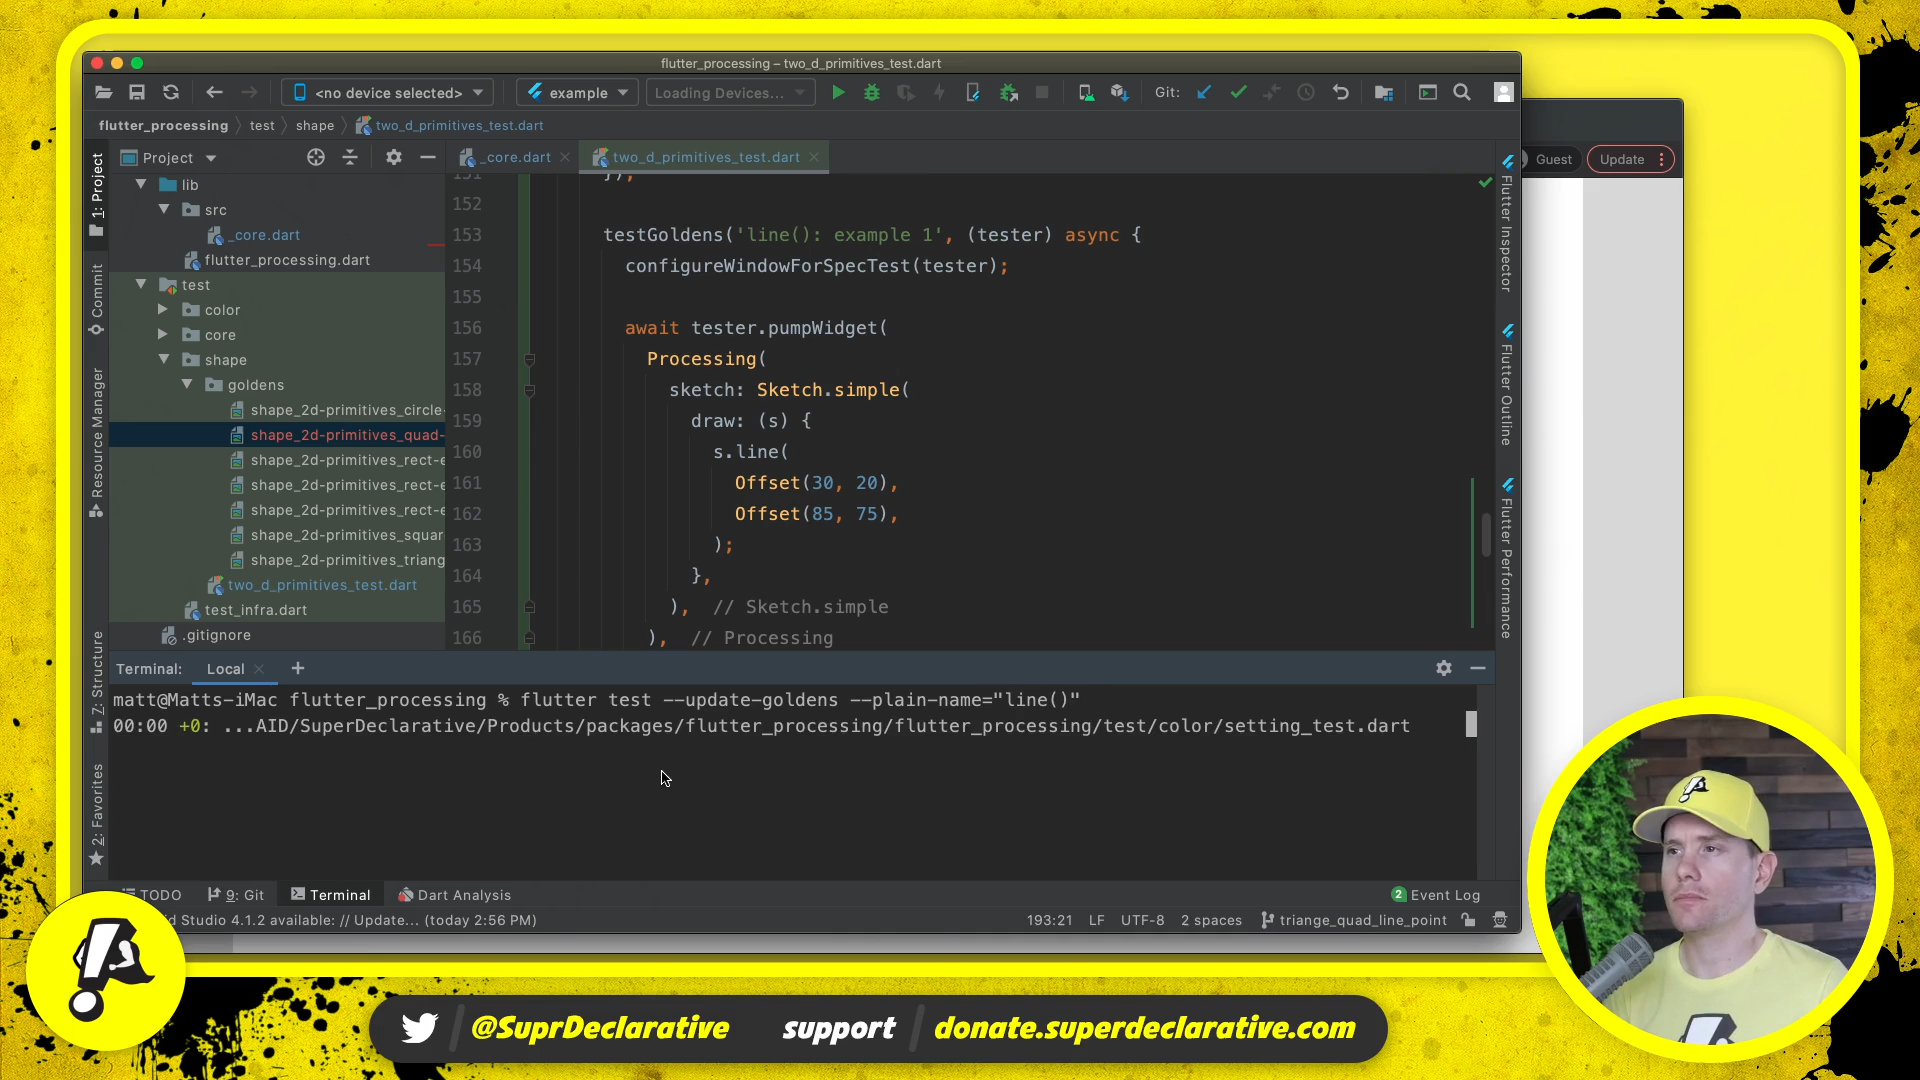 flutter_processing – two_d_primitives_test.dart
<no device selected>
example
Loading Devices...
Git:
flutter_processing
test
shape
two_d_primitives_test.dart
Guest
Update
1: Project
Commit
Resource Manager
7: Structure
2: Favorites
Project
lib
src
_core.dart
flutter_processing.dart
test
color
core
shape
goldens
shape_2d-primitives_circle-
shape_2d-primitives_quad-
shape_2d-primitives_rect-e
shape_2d-primitives_rect-e
shape_2d-primitives_rect-e
shape_2d-primitives_squar
shape_2d-primitives_triang
two_d_primitives_test.dart
test_infra.dart
.gitignore
_core.dart
two_d_primitives_test.dart
151 });
152
153 testGoldens('line(): example 1', (tester) async {
154 configureWindowForSpecTest(tester);
155
156 await tester.pumpWidget(
157 Processing(
158 sketch: Sketch.simple(
159 draw: (s) {
160 s.line(
161 Offset(30, 20),
162 Offset(85, 75),
163 );
164 },
165 ), // Sketch.simple
166 ), // Processing
Flutter Inspector
Flutter Outline
Flutter Performance
Terminal:
Local
matt@Matts-iMac flutter_processing % flutter test --update-goldens --plain-name="line()"
00:00 +0: ...AID/SuperDeclarative/Products/packages/flutter_processing/flutter_processing/test/color/setting_test.dart
TODO
9: Git
Terminal
Dart Analysis
2 Event Log
d Studio 4.1.2 available: // Update... (today 2:56 PM)
193:21
LF
UTF-8
2 spaces
triange_quad_line_point
@SuprDeclarative
support
donate.superdeclarative.com